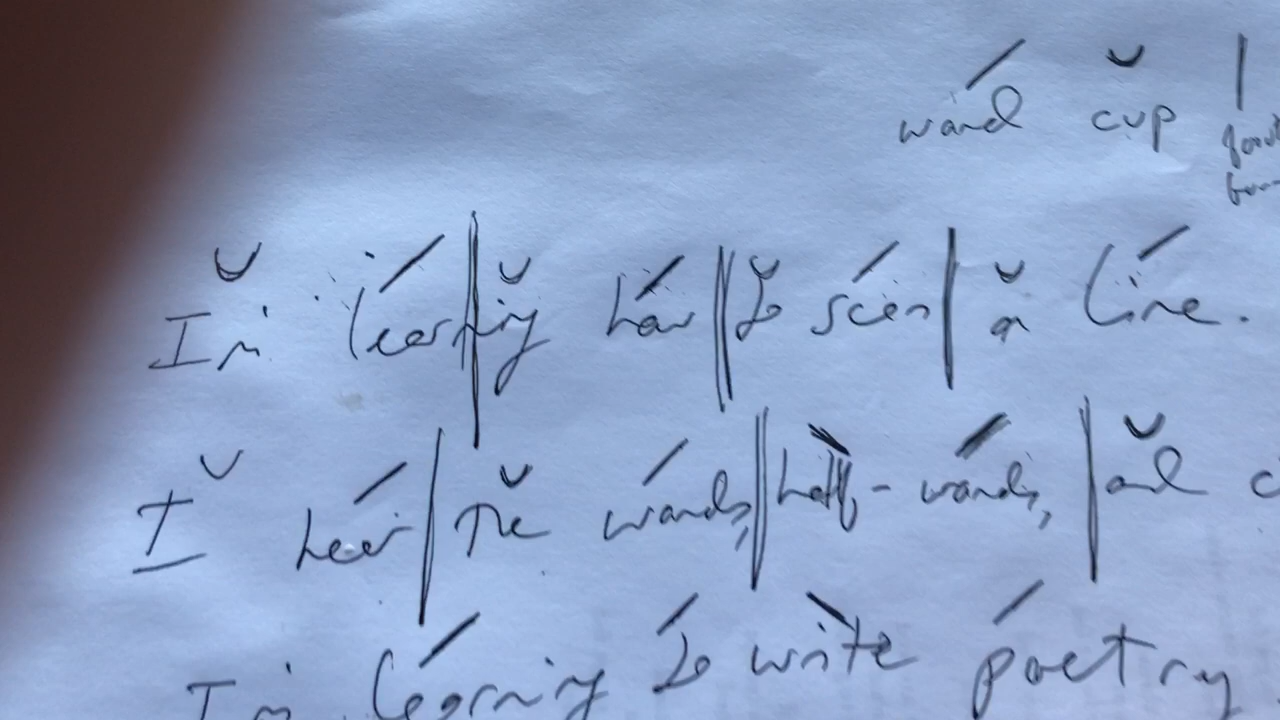 wand cup
I'm learning how to scan a line.
I hear the wands, half-wands, and
I'm learning to write poetry